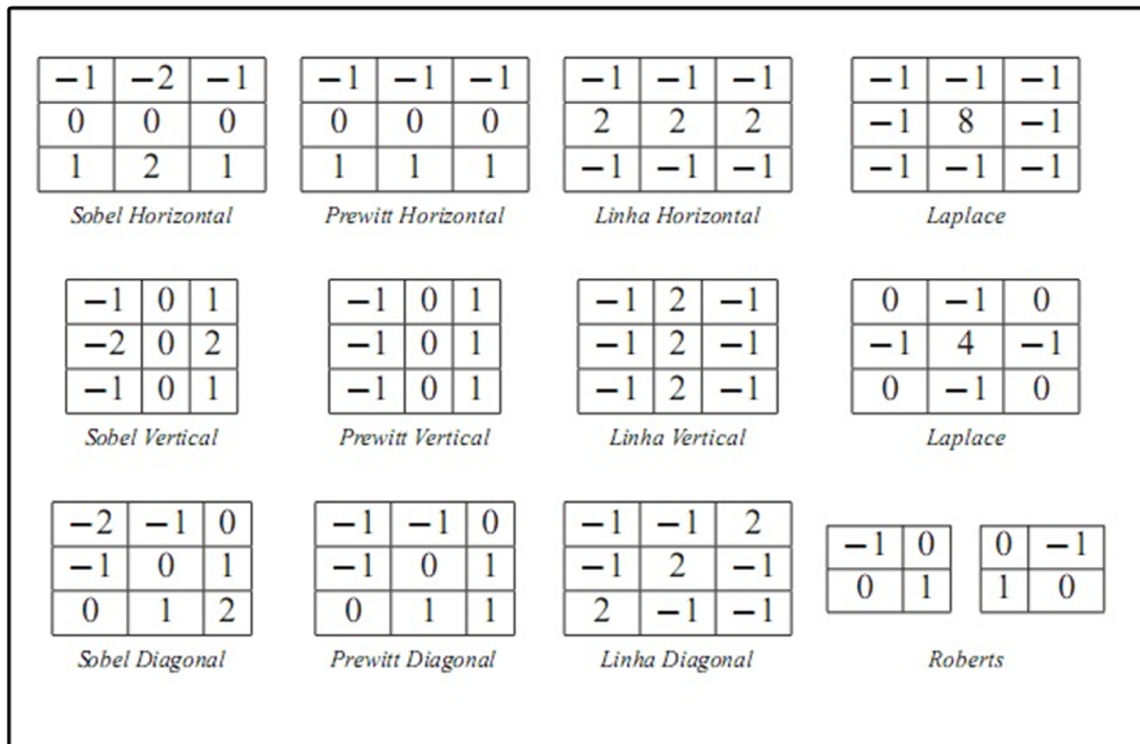 −1 −2 −1
0 0 0
1 2 1
Sobel Horizontal
−1 −1 −1
0 0 0
1 1 1
Prewitt Horizontal
−1 −1 −1
2 2 2
−1 −1 −1
Linha Horizontal
−1 −1 −1
−1 8 −1
−1 −1 −1
Laplace
−1 0 1
−2 0 2
−1 0 1
Sobel Vertical
−1 0 1
−1 0 1
−1 0 1
Prewitt Vertical
−1 2 −1
−1 2 −1
−1 2 −1
Linha Vertical
0 −1 0
−1 4 −1
0 −1 0
Laplace
−2 −1 0
−1 0 1
0 1 2
Sobel Diagonal
−1 −1 0
−1 0 1
0 1 1
Prewitt Diagonal
−1 −1 2
−1 2 −1
2 −1 −1
Linha Diagonal
−1 0
0 1
0 −1
1 0
Roberts